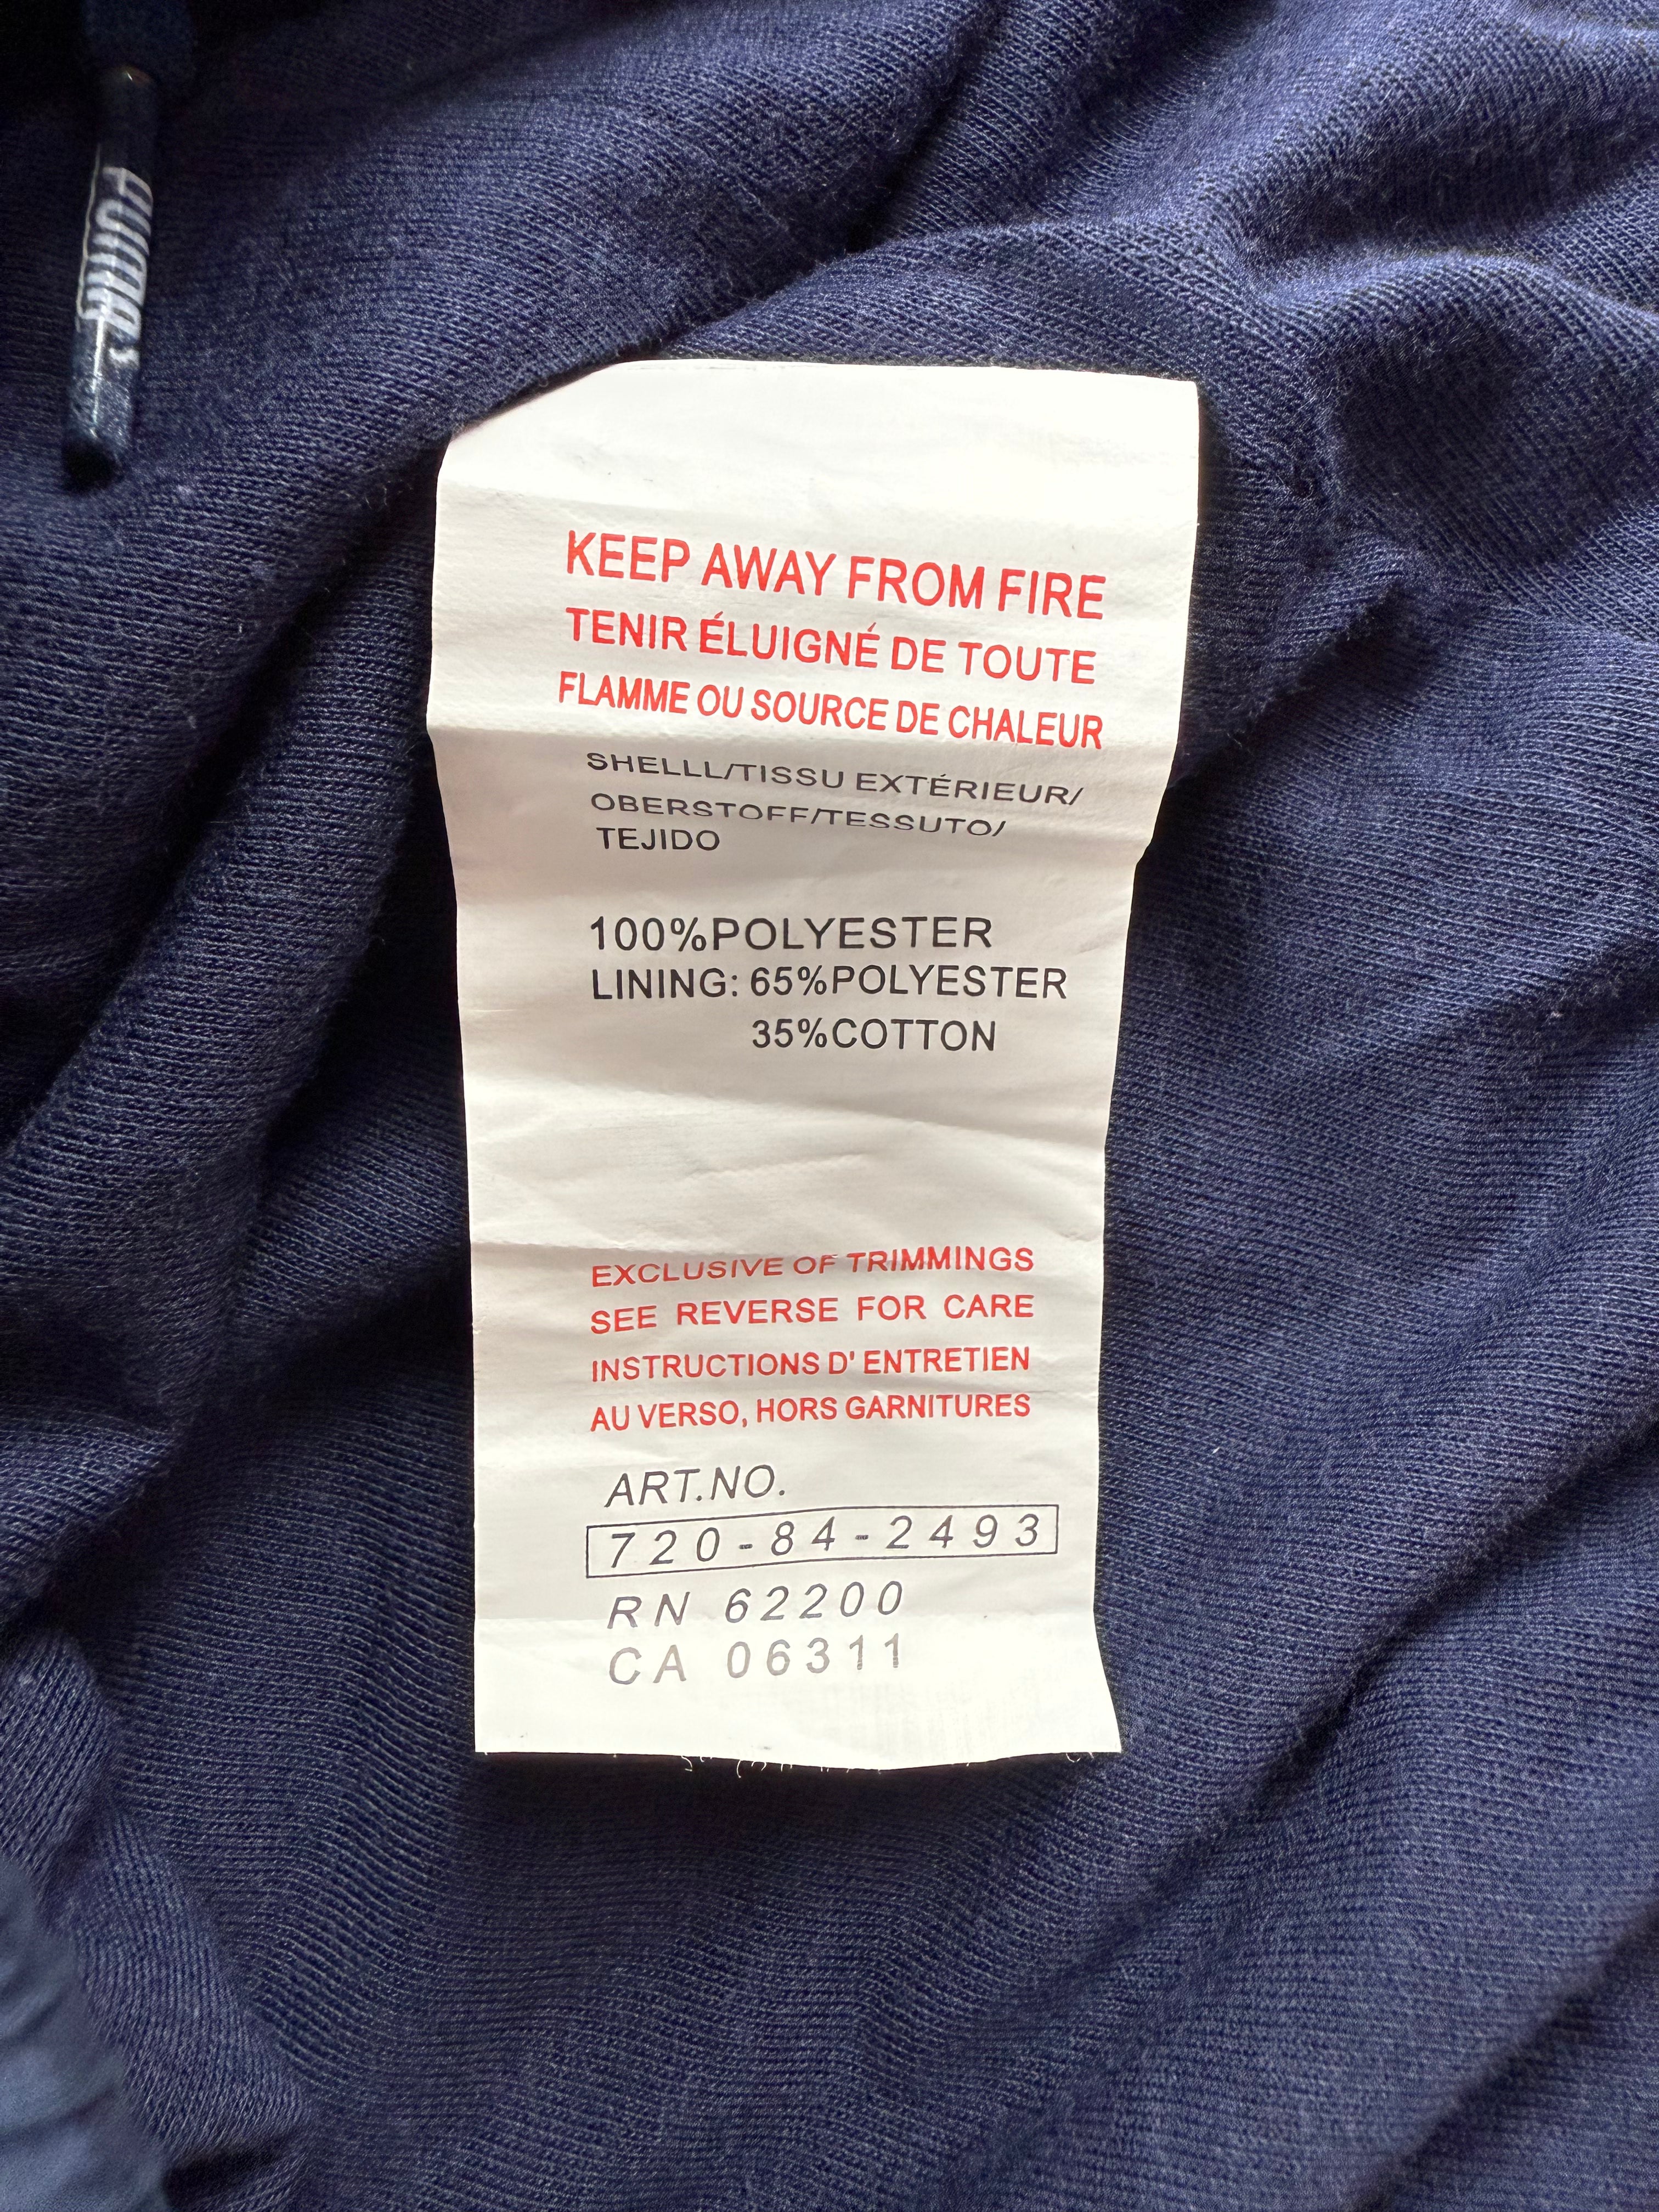 PUMA
KEEP AWAY FROM FIRE
TENIR ÉLUIGNÉ DE TOUTE
FLAMME OU SOURCE DE CHALEUR
SHELLL/TISSU EXTÉRIEUR/
OBERSTOFF/TESSUTO/
TEJIDO
100%POLYESTER
LINING: 65%POLYESTER
35%COTTON
EXCLUSIVE OF TRIMMINGS
SEE REVERSE FOR CARE
INSTRUCTIONS D' ENTRETIEN
AU VERSO, HORS GARNITURES
ART.NO.
720-84-2493
RN 62200
CA 06311